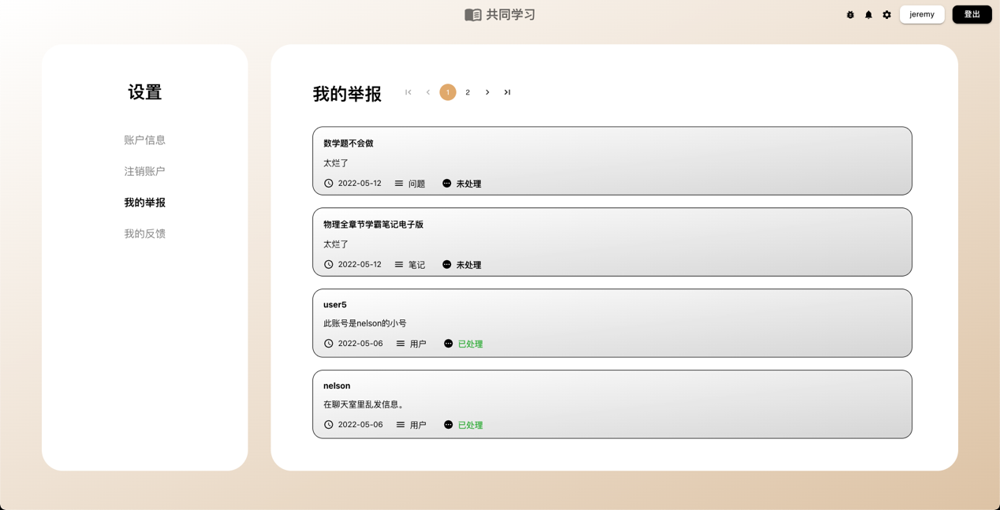 共同学习
jeremy
登出
设置
账户信息
注销账户
我的举报
我的反馈
我的举报
1
2
数学题不会做
太烂了
2022-05-12 问题 未处理
物理全章节学霸笔记电子版
太烂了
2022-05-12 笔记 未处理
user5
此账号是nelson的小号
2022-05-06 用户 已处理
nelson
在聊天室里乱发信息。
2022-05-06 用户 已处理